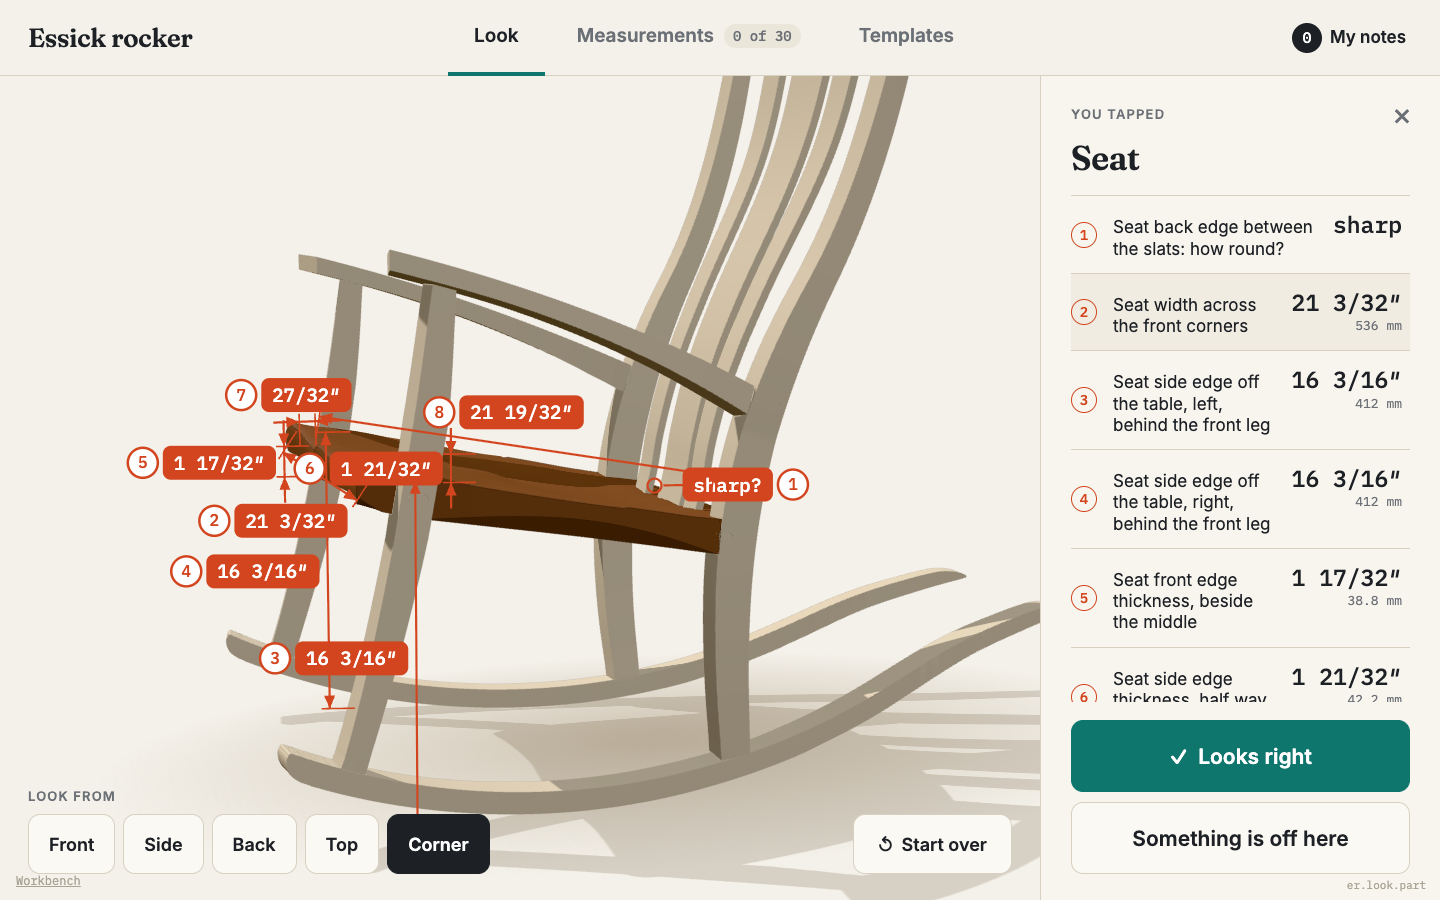 Essick rocker
Look
Measurements 0 of 30
Templates
0 My notes
YOU TAPPED
Seat
1 Seat back edge between the slats: how round? sharp
2 Seat width across the front corners 21 3/32″
536 mm
3 Seat side edge off the table, left, behind the front leg 16 3/16″
412 mm
4 Seat side edge off the table, right, behind the front leg 16 3/16″
412 mm
5 Seat front edge thickness, beside the middle 1 17/32″
38.8 mm
6 Seat side edge thickness, half way 1 21/32″
42.2 mm
✓ Looks right
Something is off here
7 27/32″
8 21 19/32″
5 1 17/32″
6 1 21/32″
sharp? 1
2 21 3/32″
4 16 3/16″
3 16 3/16″
LOOK FROM
Front
Side
Back
Top
Corner
Start over
Workbench
er.look.part